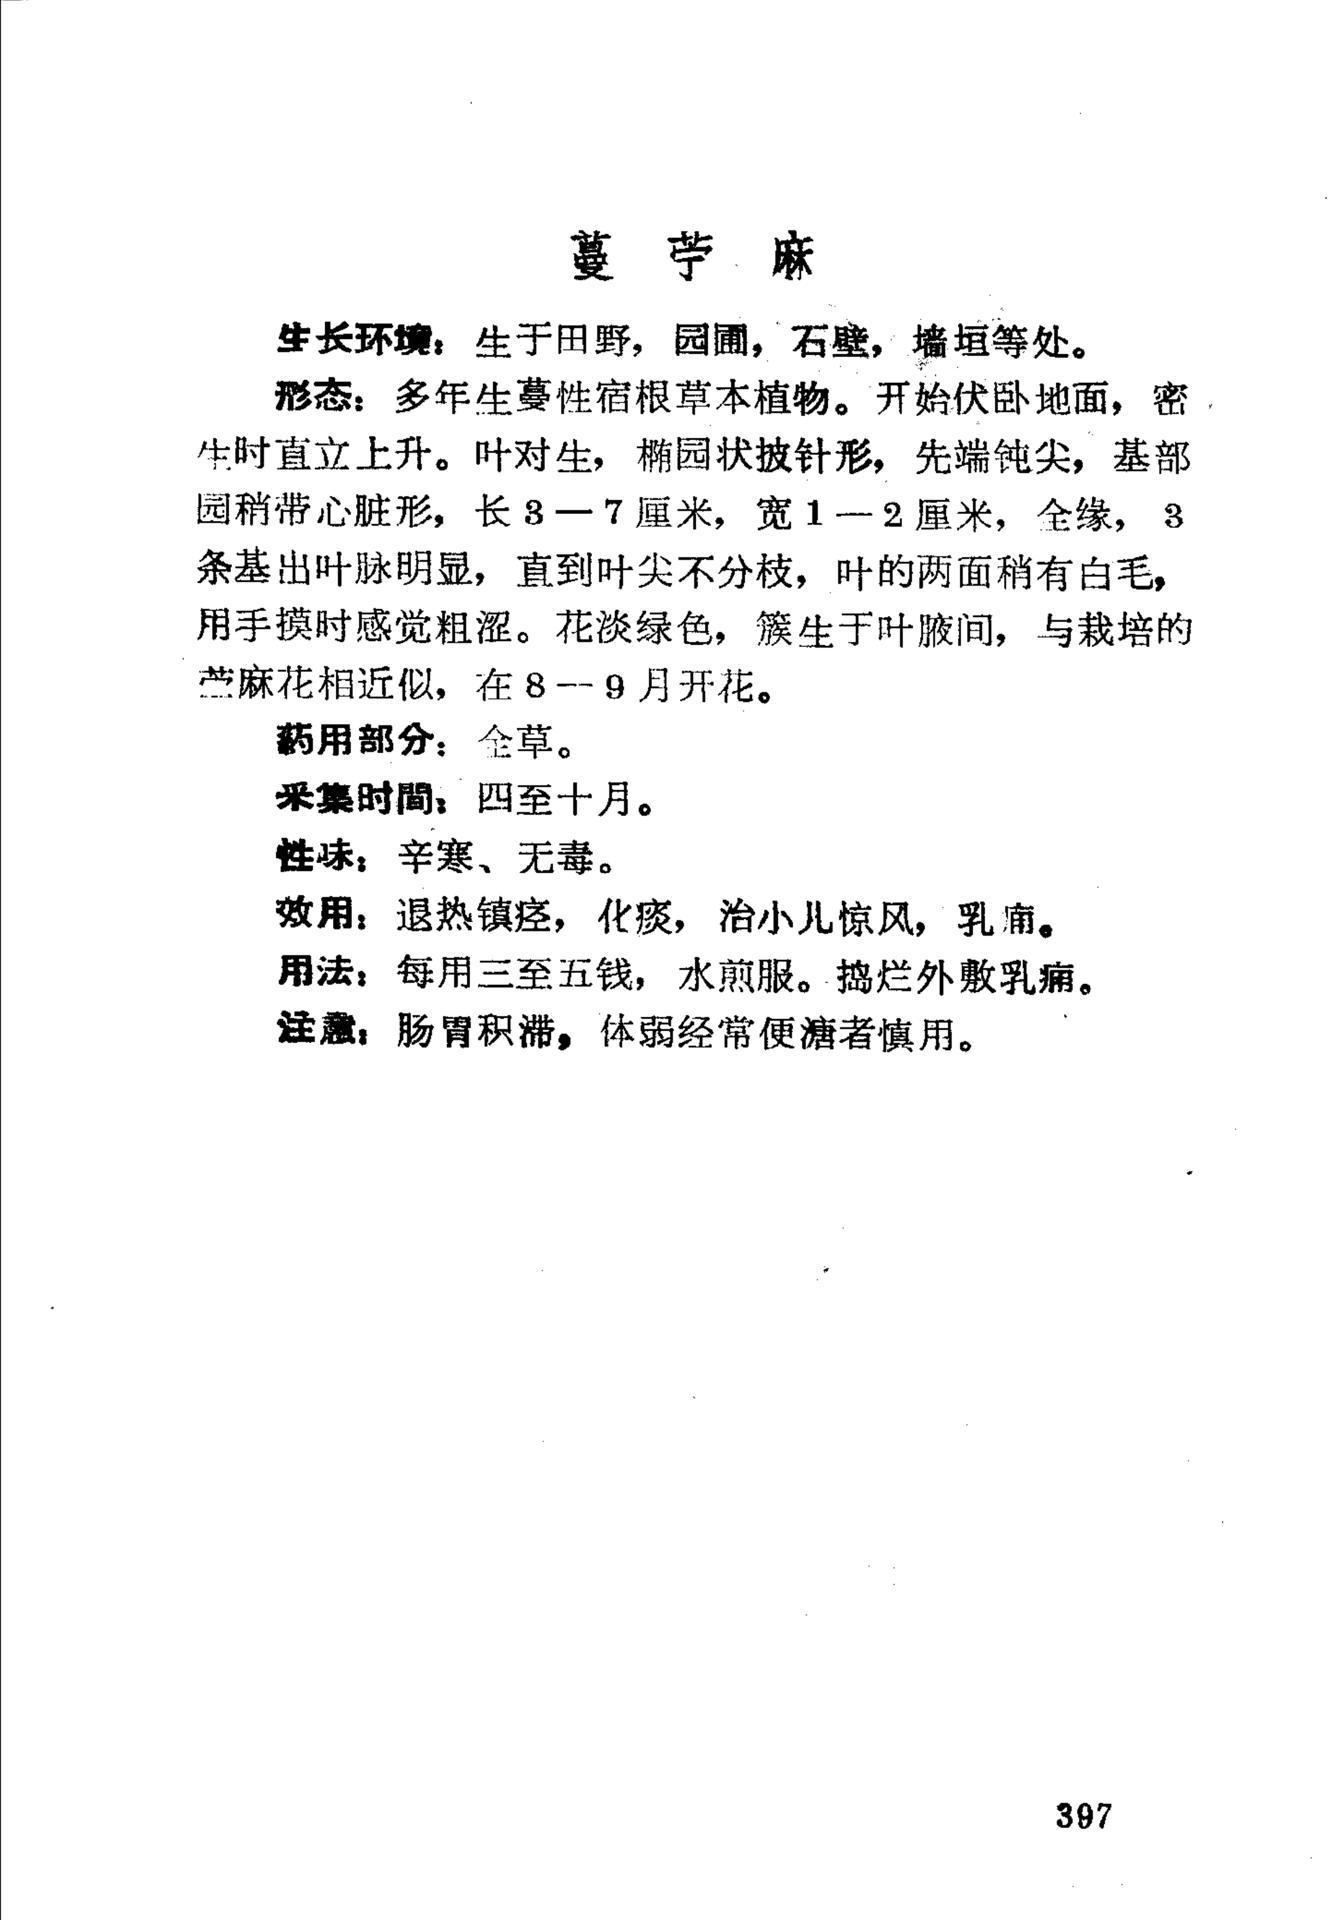 蔓苧麻
生长环境：生于田野，园圃，石壁，墙垣等处。
形态：多年生蔓性宿根草本植物。开始伏卧地面，密
生时直立上升。叶对生，椭园状披针形，先端钝尖，基部
园稍带心脏形，长3—7厘米，宽1—2厘米，全缘，3
条基出叶脉明显，直到叶尖不分枝，叶的两面稍有白毛，
用手摸时感觉粗涩。花淡绿色，簇生于叶腋间，与栽培的
苎麻花相近似，在8—9月开花。
药用部分：全草。
采集时間：四至十月。
性味：辛寒、无毒。
效用：退热镇痉，化痰，治小儿惊风，乳痈。
用法：每用三至五钱，水煎服。捣烂外敷乳痈。
注意：肠胃积滞，体弱经常便溏者慎用。
397